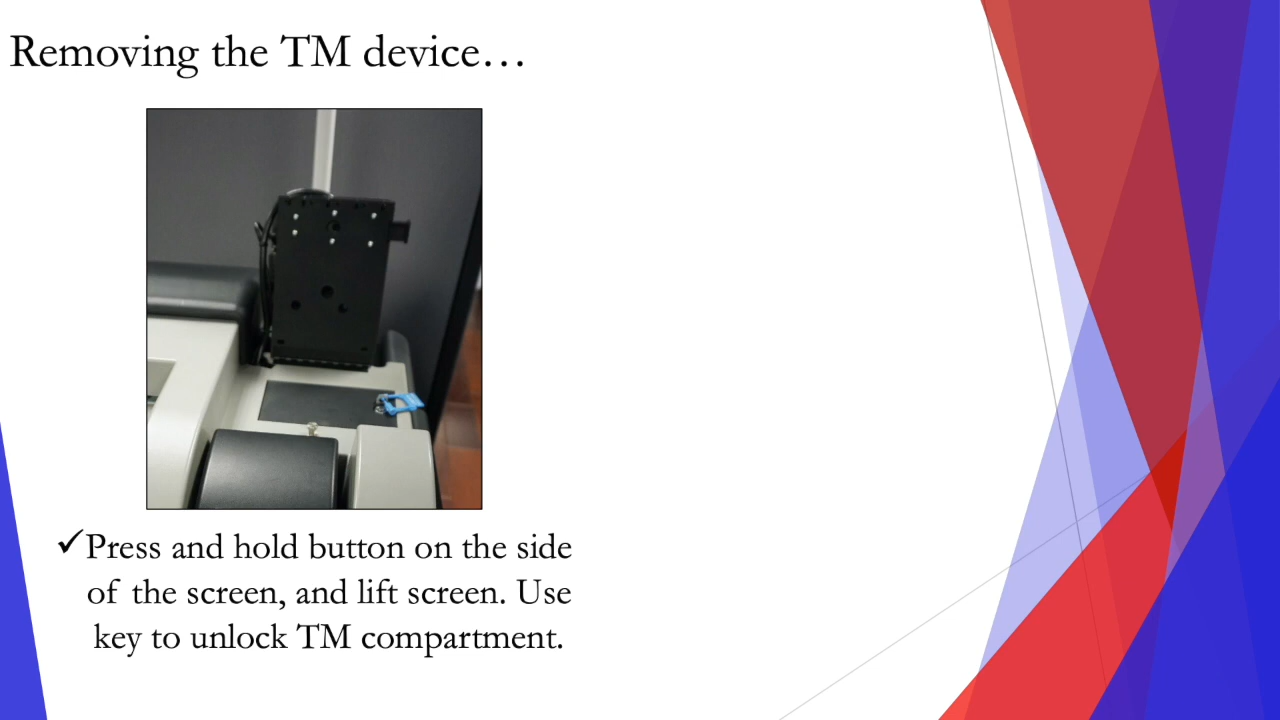 Removing the TM device…
✓Press and hold button on the side
of the screen, and lift screen. Use
key to unlock TM compartment.